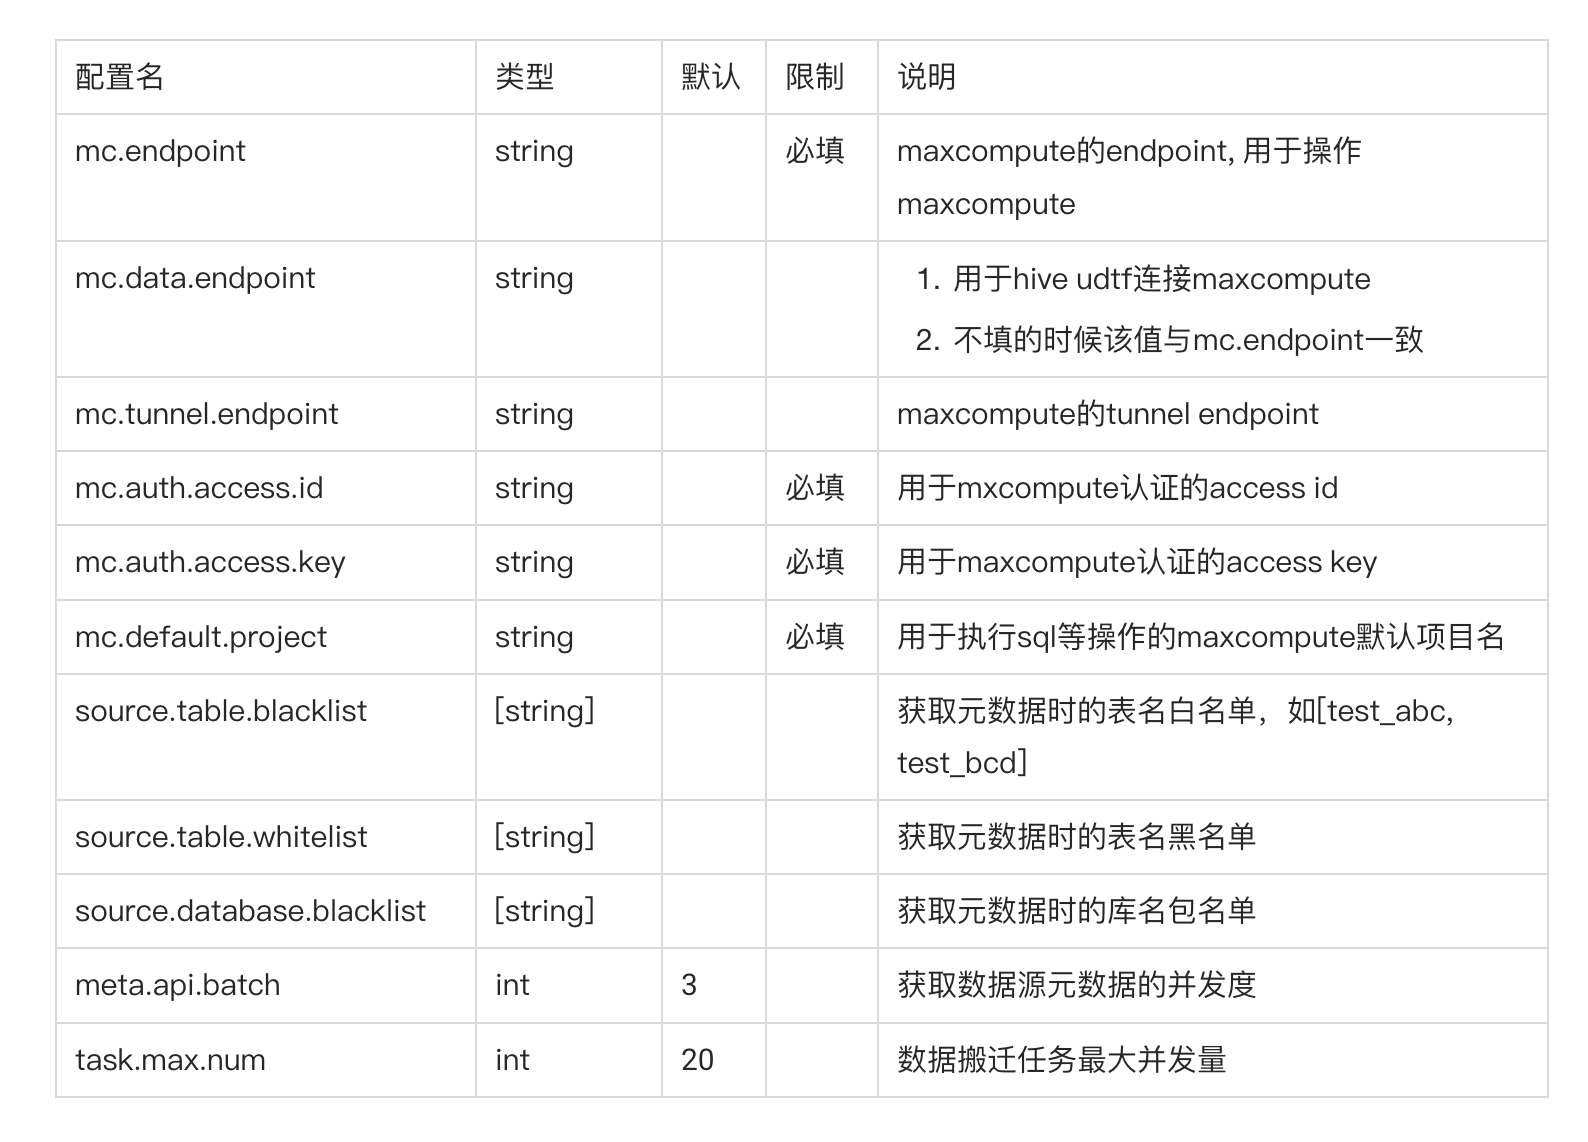 配置名 类型 默认 限制 说明
mc.endpoint string 必填 maxcompute的endpoint, 用于操作
maxcompute
mc.data.endpoint string 1. 用于hive udtf连接maxcompute
2. 不填的时候该值与mc.endpoint一致
mc.tunnel.endpoint string maxcompute的tunnel endpoint
mc.auth.access.id string 必填 用于mxcompute认证的access id
mc.auth.access.key string 必填 用于maxcompute认证的access key
mc.default.project string 必填 用于执行sql等操作的maxcompute默认项目名
source.table.blacklist [string] 获取元数据时的表名白名单，如[test_abc,
test_bcd]
source.table.whitelist [string] 获取元数据时的表名黑名单
source.database.blacklist [string] 获取元数据时的库名包名单
meta.api.batch int 3 获取数据源元数据的并发度
task.max.num int 20 数据搬迁任务最大并发量